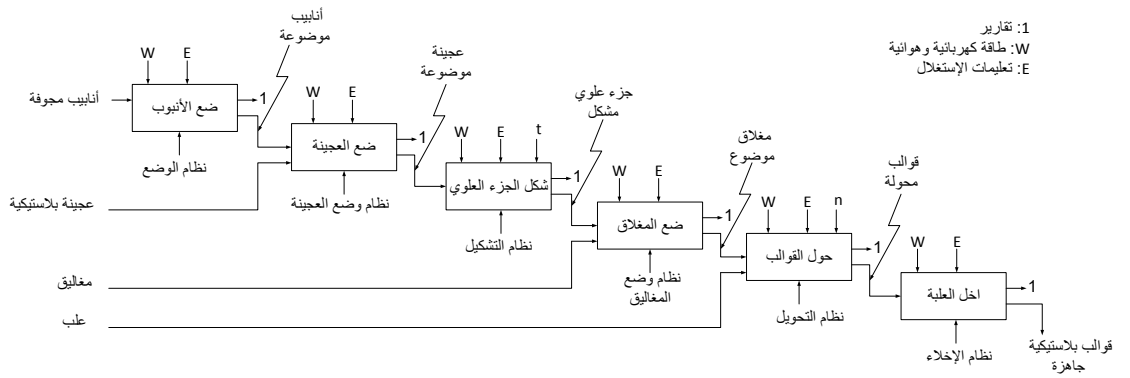 1: تقارير
W: طاقة كهربائية وهوائية
E: تعليمات الإستغلال
أنابيب
موضوعة
W
E
أنابيب مجوفة
ضع الأنبوب
1
نظام الوضع
عجينة
موضوعة
W
E
ضع العجينة
1
نظام وضع العجينة
عجينة بلاستيكية
جزء علوي
مشكل
W
E
t
شكل الجزء العلوي
1
نظام التشكيل
مغلاق
موضوع
W
E
ضع المغلاق
1
نظام وضع
المغاليق
مغاليق
قوالب
محولة
W
E
n
حول القوالب
1
نظام التحويل
علب
W
E
اخل العلبة
1
نظام الإخلاء
قوالب بلاستيكية
جاهزة